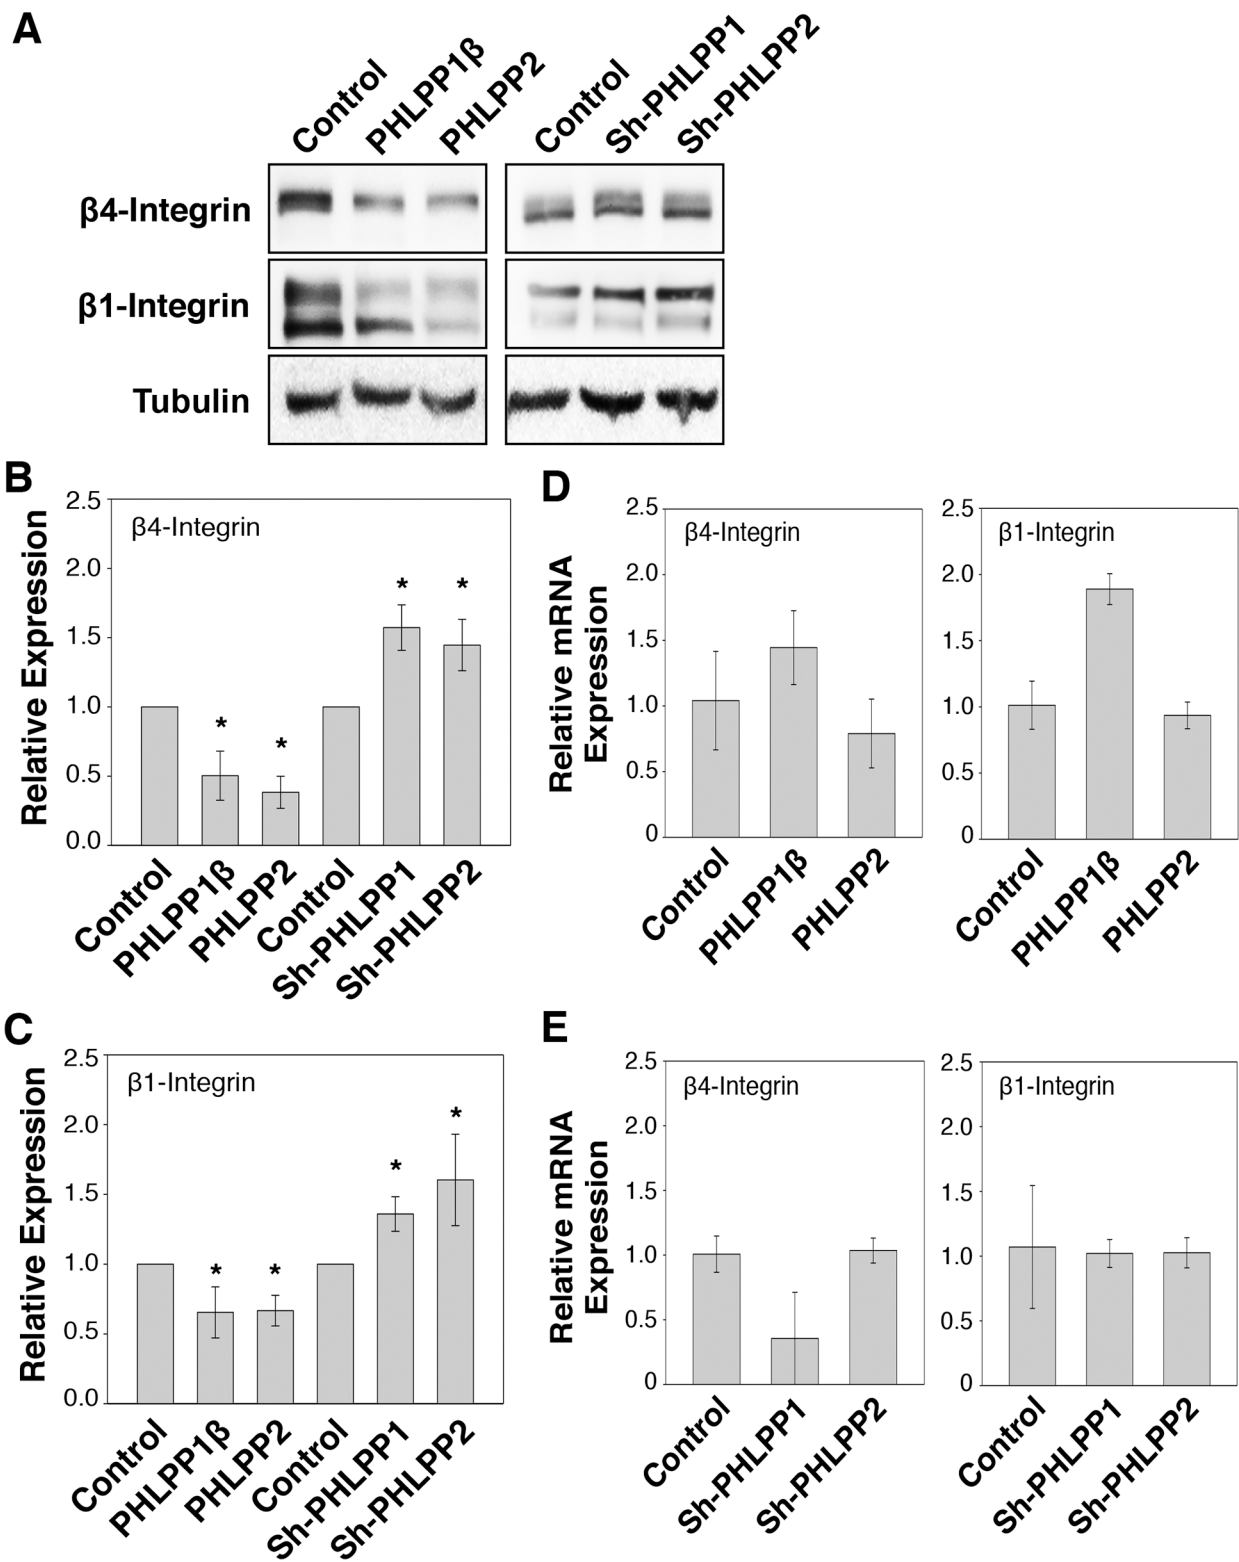 A
Control
PHLPP1β
PHLPP2
Control
Sh-PHLPP1
Sh-PHLPP2
β4-Integrin
β1-Integrin
Tubulin
B
β4-Integrin
Relative Expression
2.5
2.0
1.5
1.0
0.5
0.0
*
*
*
*
Control
PHLPP1β
PHLPP2
Control
Sh-PHLPP1
Sh-PHLPP2
D
Relative mRNA
Expression
β4-Integrin
2.5
2.0
1.5
1.0
0.5
0
Control
PHLPP1β
PHLPP2
β1-Integrin
2.5
2.0
1.5
1.0
0.5
0
Control
PHLPP1β
PHLPP2
C
β1-Integrin
Relative Expression
2.5
2.0
1.5
1.0
0.5
0.0
*
*
*
*
Control
PHLPP1β
PHLPP2
Control
Sh-PHLPP1
Sh-PHLPP2
E
Relative mRNA
Expression
β4-Integrin
2.5
2.0
1.5
1.0
0.5
0
Control
Sh-PHLPP1
Sh-PHLPP2
β1-Integrin
2.5
2.0
1.5
1.0
0.5
0
Control
Sh-PHLPP1
Sh-PHLPP2